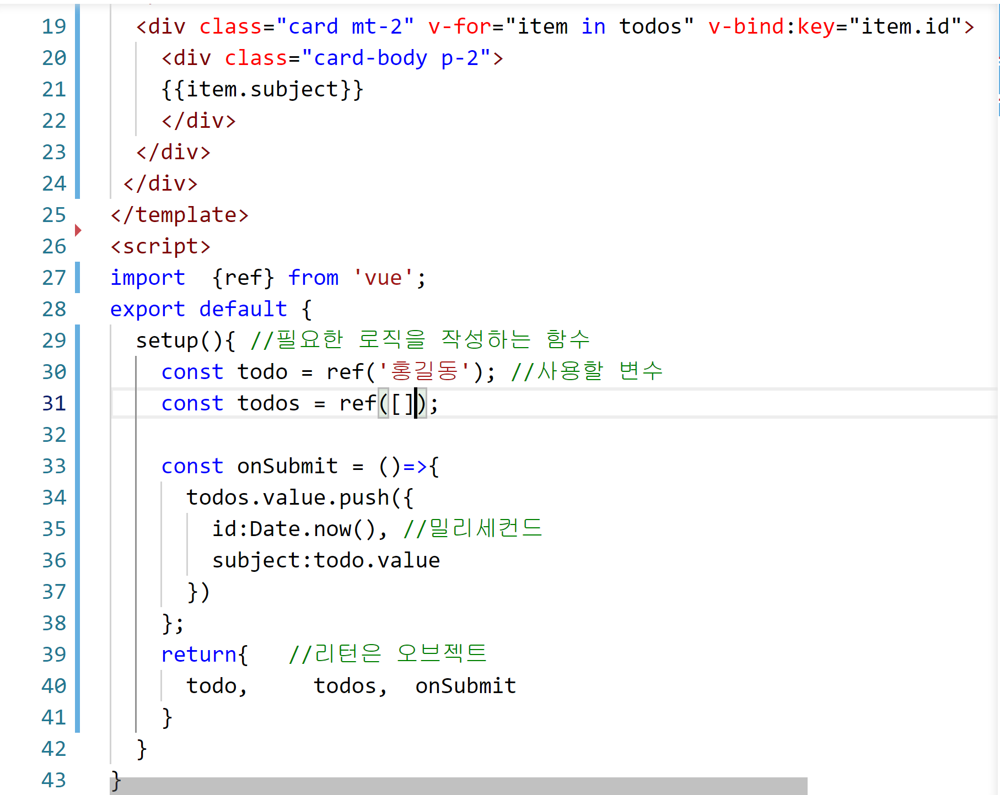 19 <div class="card mt-2" v-for="item in todos" v-bind:key="item.id">
20 <div class="card-body p-2">
21 {{item.subject}}
22 </div>
23 </div>
24 </div>
25 </template>
26 <script>
27 import  {ref} from 'vue';
28 export default {
29 setup(){ //필요한 로직을 작성하는 함수
30 const todo = ref('홍길동'); //사용할 변수
31 const todos = ref([]);
32
33 const onSubmit = ()=>{
34 todos.value.push({
35 id:Date.now(), //밀리세컨드
36 subject:todo.value
37 })
38 };
39 return{   //리턴은 오브젝트
40 todo,     todos,  onSubmit
41 }
42 }
43 }